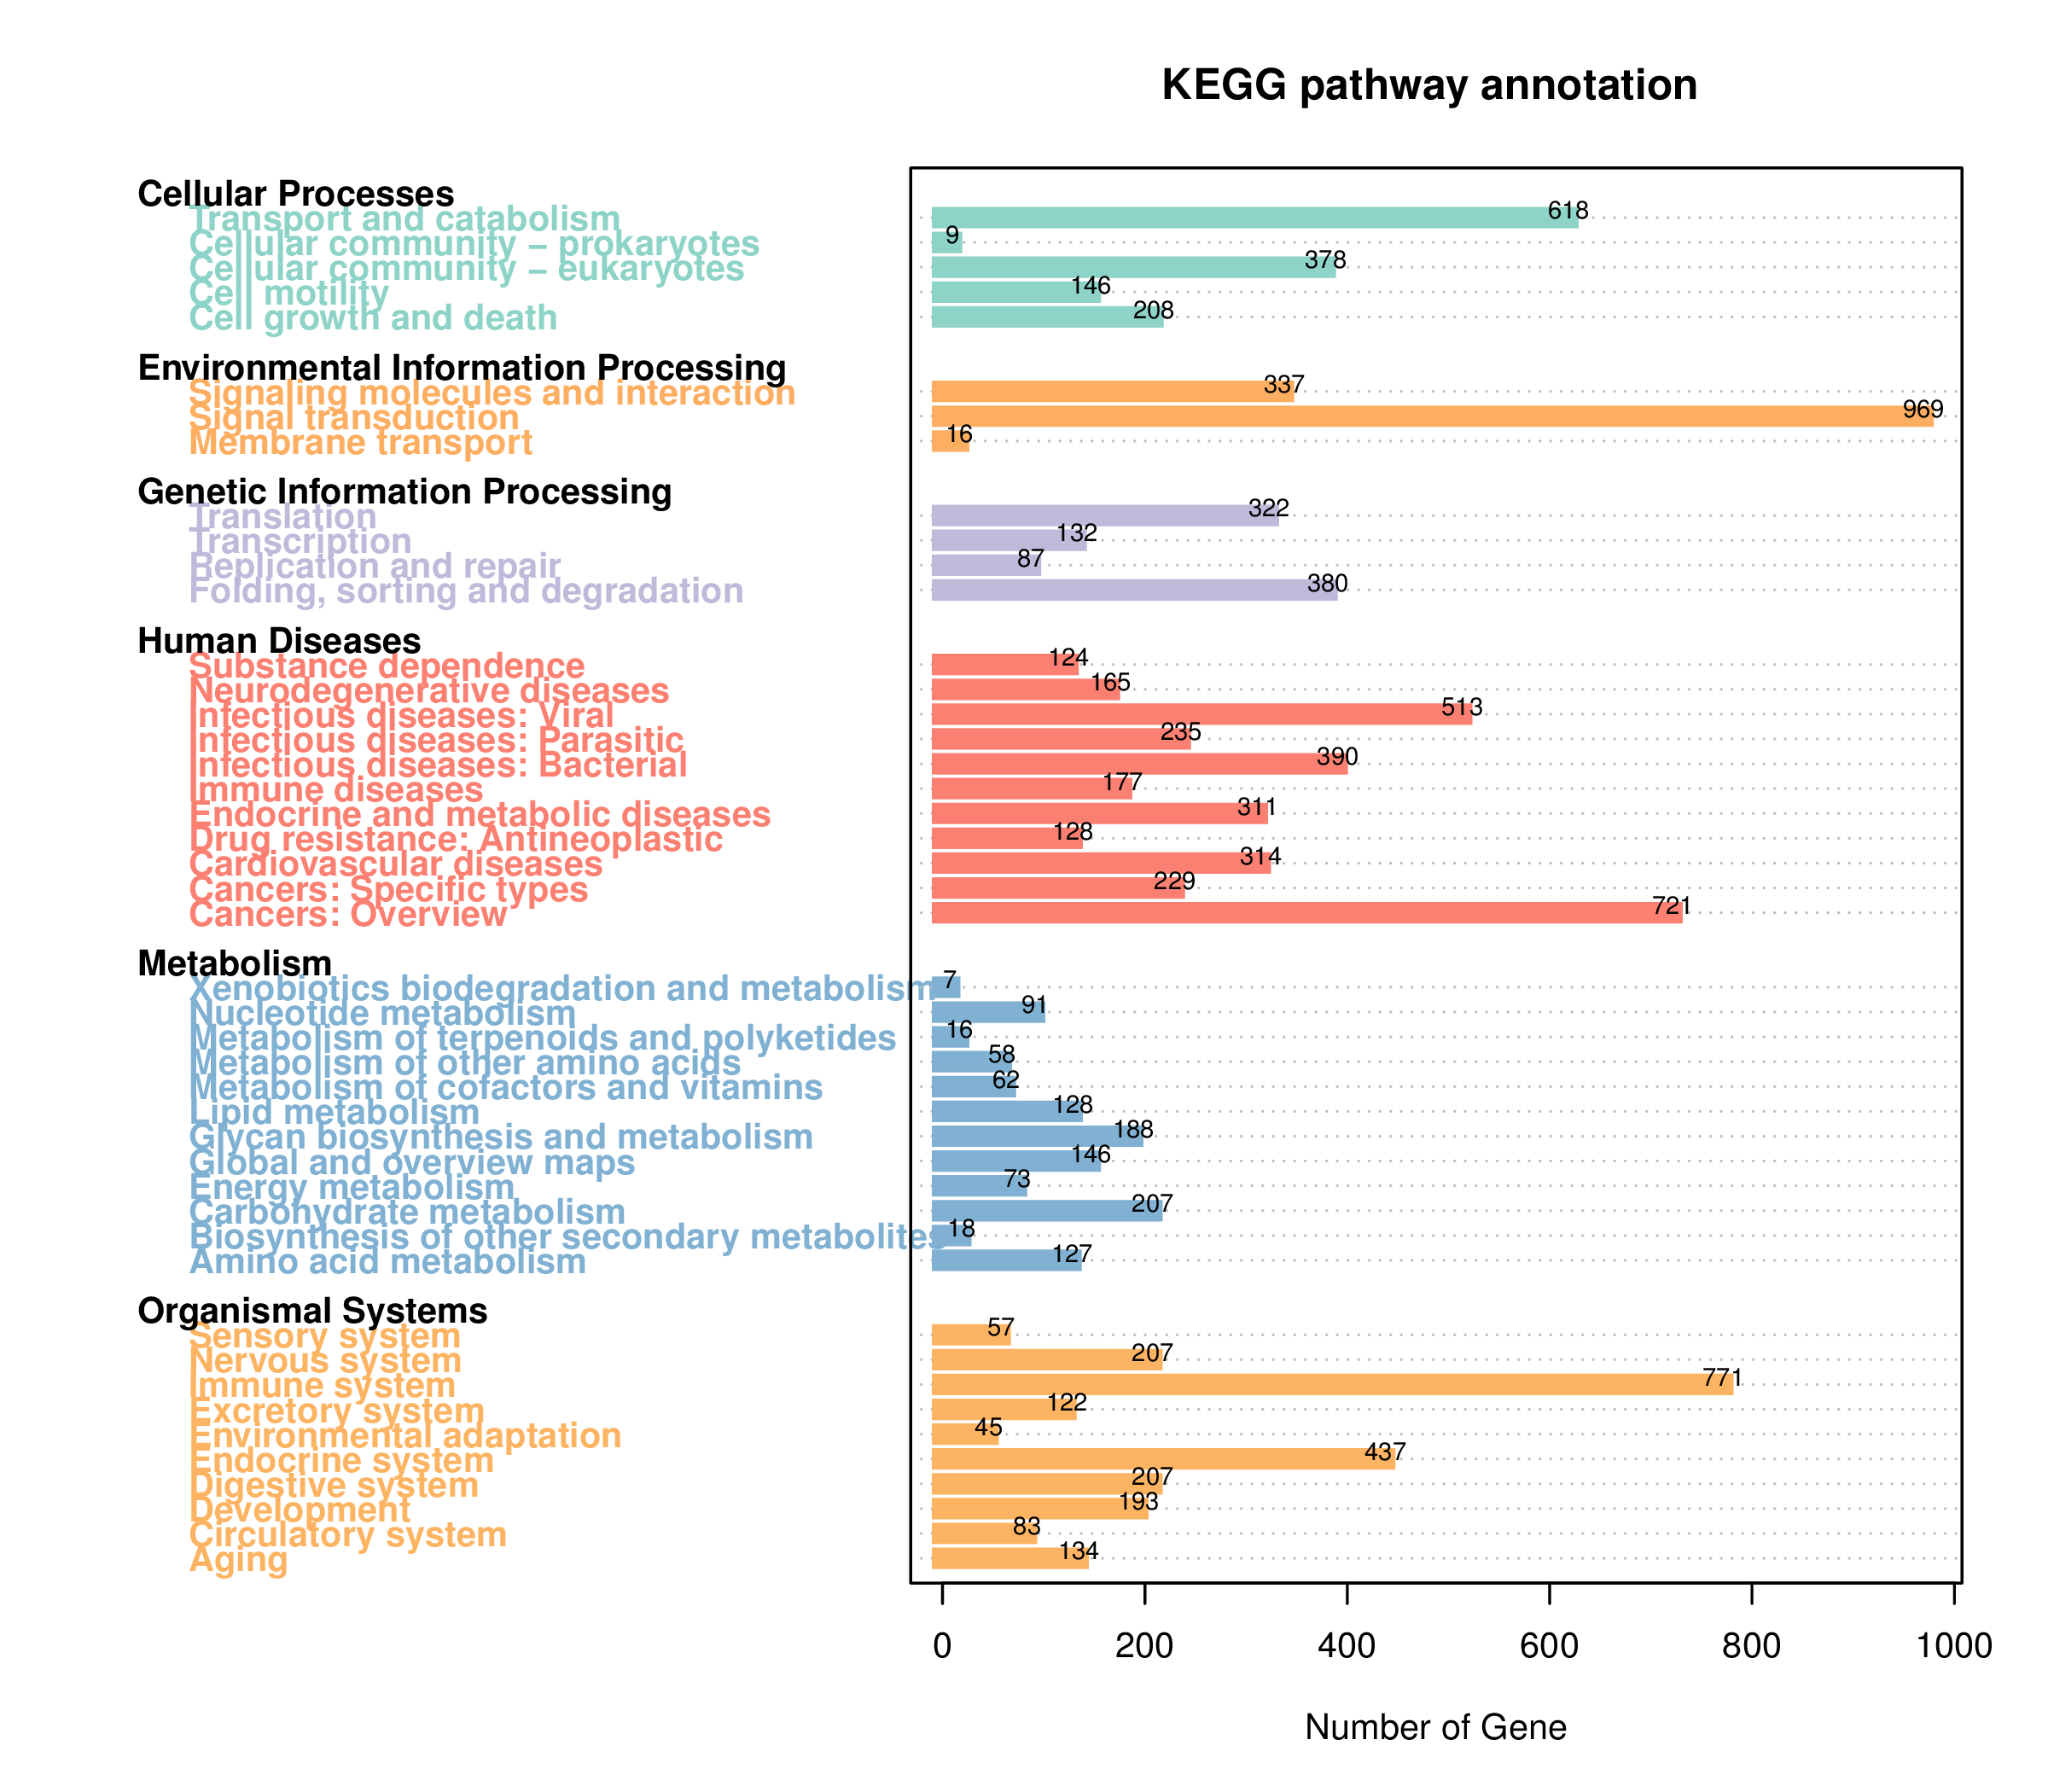 KEGG pathway annotation
Cellular Processes
Transport and catabolism 618
Cellular community – prokaryotes 9
Cellular community – eukaryotes 378
Cell motility 146
Cell growth and death 208
Environmental Information Processing
Signaling molecules and interaction 337
Signal transduction 969
Membrane transport 16
Genetic Information Processing
Translation 322
Transcription 132
Replication and repair 87
Folding, sorting and degradation 380
Human Diseases
Substance dependence 124
Neurodegenerative diseases 165
Infectious diseases: Viral 513
Infectious diseases: Parasitic 235
Infectious diseases: Bacterial 390
Immune diseases 177
Endocrine and metabolic diseases 311
Drug resistance: Antineoplastic 128
Cardiovascular diseases 314
Cancers: Specific types 229
Cancers: Overview 721
Metabolism
Xenobiotics biodegradation and metabolism 7
Nucleotide metabolism 91
Metabolism of terpenoids and polyketides 16
Metabolism of other amino acids 58
Metabolism of cofactors and vitamins 62
Lipid metabolism 128
Glycan biosynthesis and metabolism 188
Global and overview maps 146
Energy metabolism 73
Carbohydrate metabolism 207
Biosynthesis of other secondary metabolites 18
Amino acid metabolism 127
Organismal Systems
Sensory system 57
Nervous system 207
Immune system 771
Excretory system 122
Environmental adaptation 45
Endocrine system 437
Digestive system 207
Development 193
Circulatory system 83
Aging 134
0 200 400 600 800 1000
Number of Gene